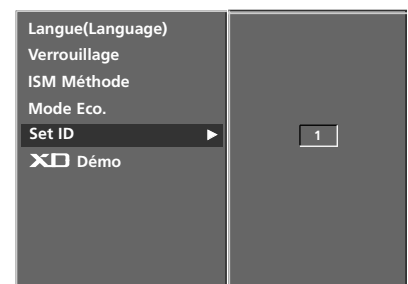 Langue(Language)
Verrouillage
ISM Méthode
Mode Eco.
Set ID
1
XD Démo